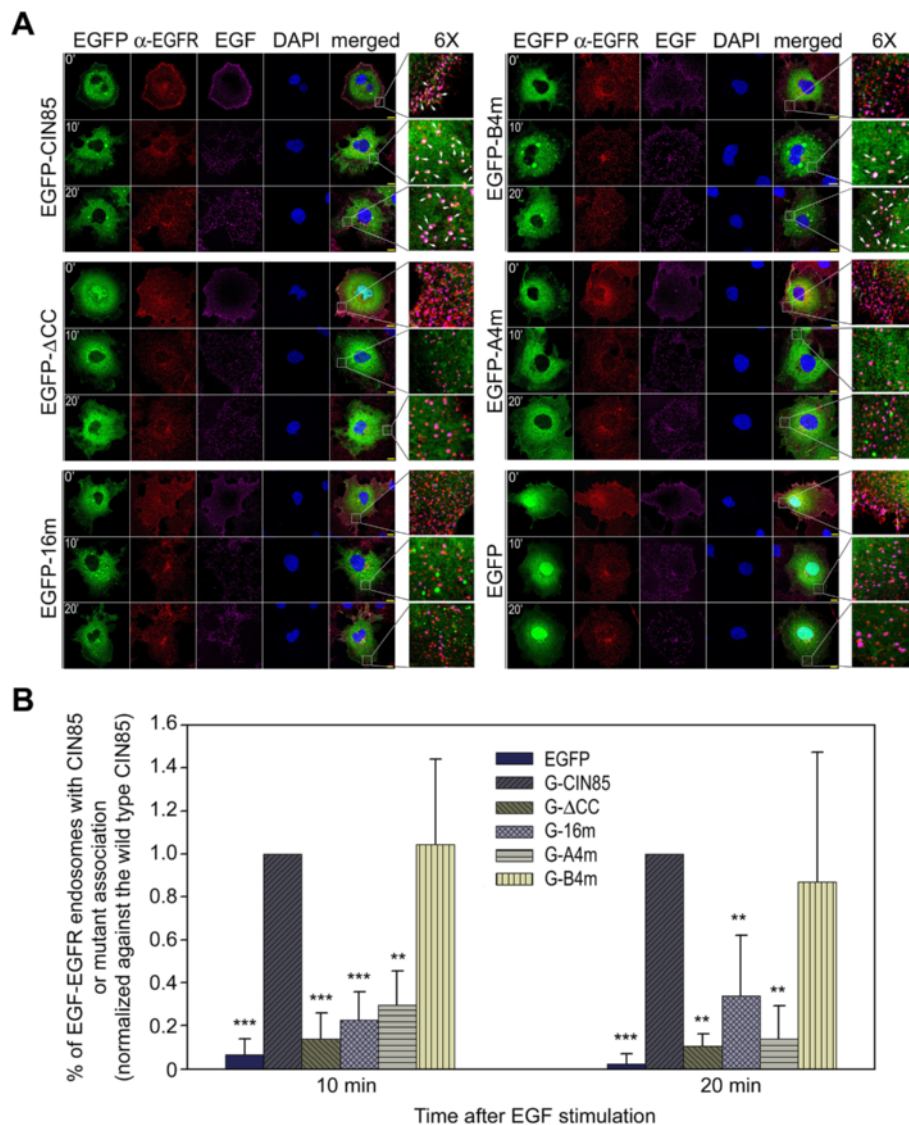 A
EGFP α-EGFR EGF DAPI merged 6X
EGFP-CIN85
0'
10'
20'
EGFP-ΔCC
0'
10'
20'
EGFP-16m
0'
10'
20'
EGFP α-EGFR EGF DAPI merged 6X
EGFP-B4m
0'
10'
20'
EGFP-A4m
0'
10'
20'
EGFP
0'
10'
20'
B
% of EGF-EGFR endosomes with CIN85
or mutant association
(normalized against the wild type CIN85)
1.6
1.4
1.2
1.0
0.8
0.6
0.4
0.2
0
EGFP
G-CIN85
G-ΔCC
G-16m
G-A4m
G-B4m
*** *** *** **
*** ** ** **
10 min 20 min
Time after EGF stimulation